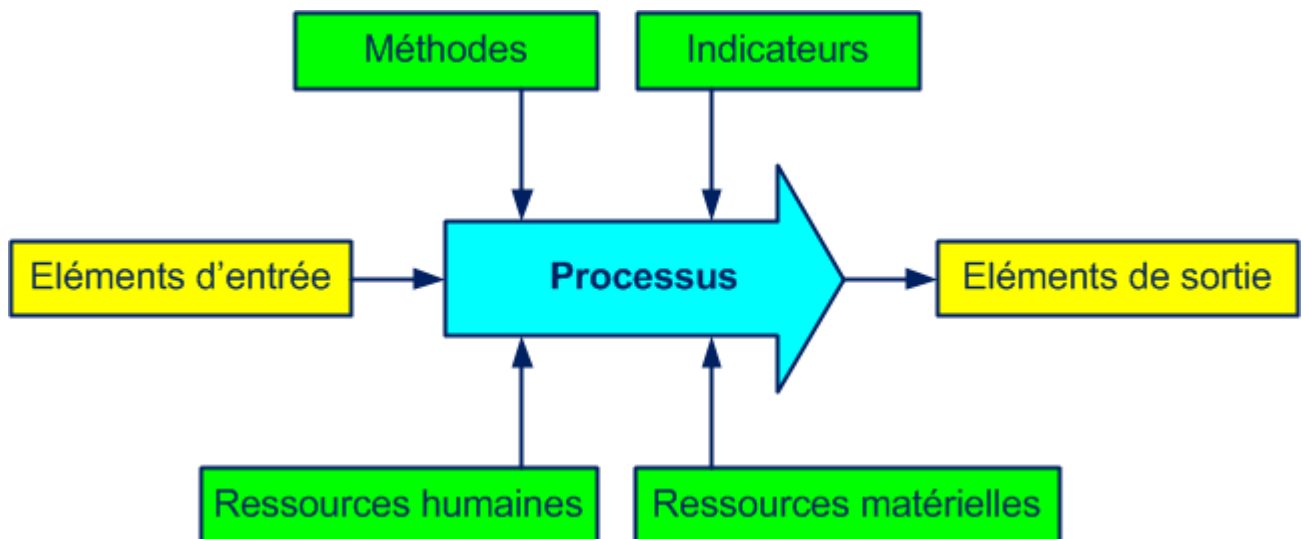 Méthodes
Indicateurs
Eléments d’entrée
Processus
Eléments de sortie
Ressources humaines
Ressources matérielles